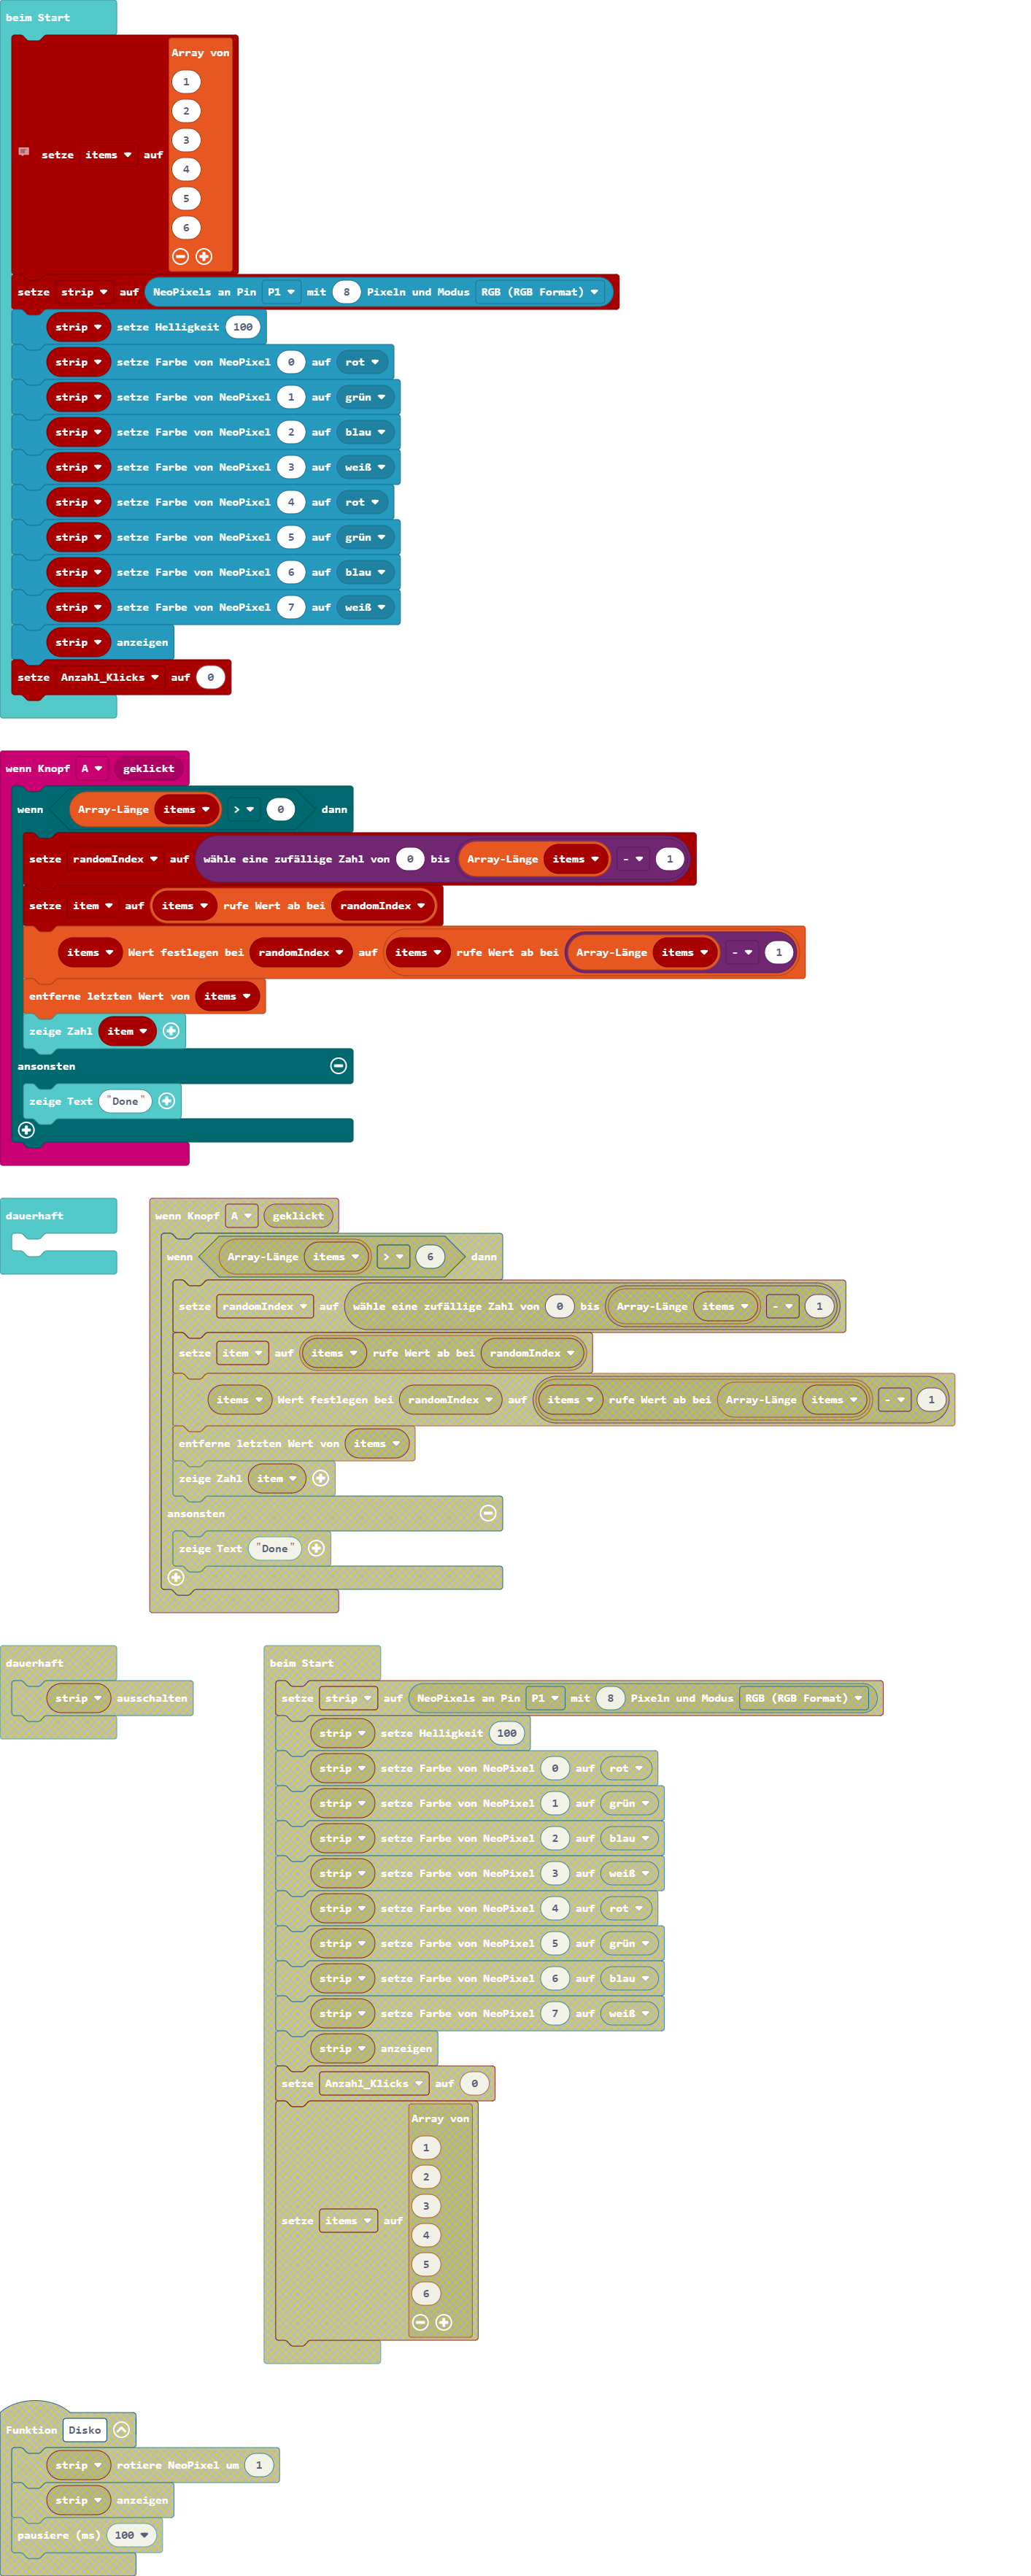 beim Start
Array von
1
2
3
4
5
6
setze items auf
setze strip auf NeoPixels an Pin P1 mit 8 Pixeln und Modus RGB (RGB Format)
strip setze Helligkeit 100
strip setze Farbe von NeoPixel 0 auf rot
strip setze Farbe von NeoPixel 1 auf grün
strip setze Farbe von NeoPixel 2 auf blau
strip setze Farbe von NeoPixel 3 auf weiß
strip setze Farbe von NeoPixel 4 auf rot
strip setze Farbe von NeoPixel 5 auf grün
strip setze Farbe von NeoPixel 6 auf blau
strip setze Farbe von NeoPixel 7 auf weiß
strip anzeigen
setze Anzahl_Klicks auf 0
wenn Knopf A geklickt
wenn Array-Länge items > 0 dann
setze randomIndex auf wähle eine zufällige Zahl von 0 bis Array-Länge items - 1
setze item auf items rufe Wert ab bei randomIndex
items Wert festlegen bei randomIndex auf items rufe Wert ab bei Array-Länge items - 1
entferne letzten Wert von items
zeige Zahl item
ansonsten
zeige Text "Done"
dauerhaft
wenn Knopf A geklickt
wenn Array-Länge items > 6 dann
setze randomIndex auf wähle eine zufällige Zahl von 0 bis Array-Länge items - 1
setze item auf items rufe Wert ab bei randomIndex
items Wert festlegen bei randomIndex auf items rufe Wert ab bei Array-Länge items - 1
entferne letzten Wert von items
zeige Zahl item
ansonsten
zeige Text "Done"
dauerhaft
strip ausschalten
beim Start
setze strip auf NeoPixels an Pin P1 mit 8 Pixeln und Modus RGB (RGB Format)
strip setze Helligkeit 100
strip setze Farbe von NeoPixel 0 auf rot
strip setze Farbe von NeoPixel 1 auf grün
strip setze Farbe von NeoPixel 2 auf blau
strip setze Farbe von NeoPixel 3 auf weiß
strip setze Farbe von NeoPixel 4 auf rot
strip setze Farbe von NeoPixel 5 auf grün
strip setze Farbe von NeoPixel 6 auf blau
strip setze Farbe von NeoPixel 7 auf weiß
strip anzeigen
setze Anzahl_Klicks auf 0
Array von
1
2
3
4
5
6
setze items auf
Funktion Disko
strip rotiere NeoPixel um 1
strip anzeigen
pausiere (ms) 100